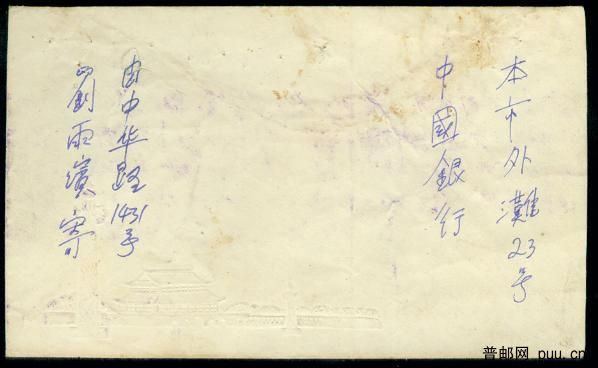 本市外灘23号
中國銀行
由中华路1431号
劉雨濱寄
普邮网 puu.cn